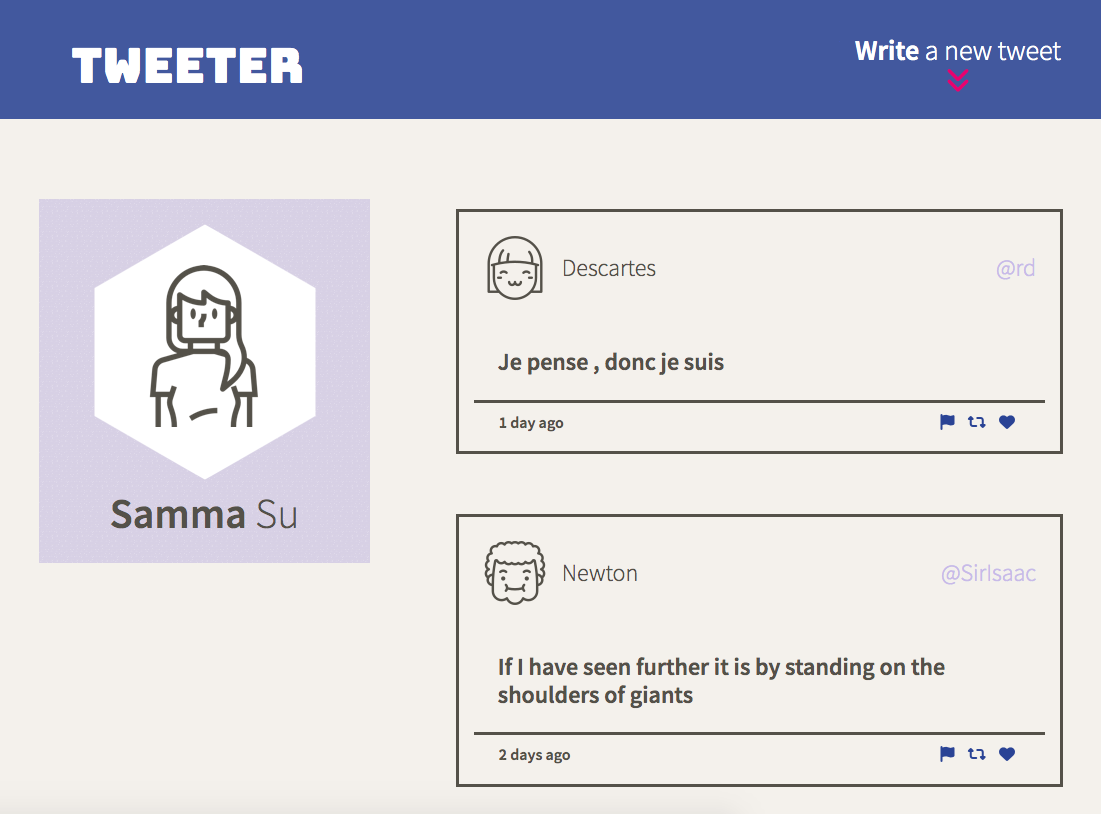 TWEETER
Write a new tweet
Samma Su
Descartes
@rd
Je pense , donc je suis
1 day ago
Newton
@SirIsaac
If I have seen further it is by standing on the
shoulders of giants
2 days ago